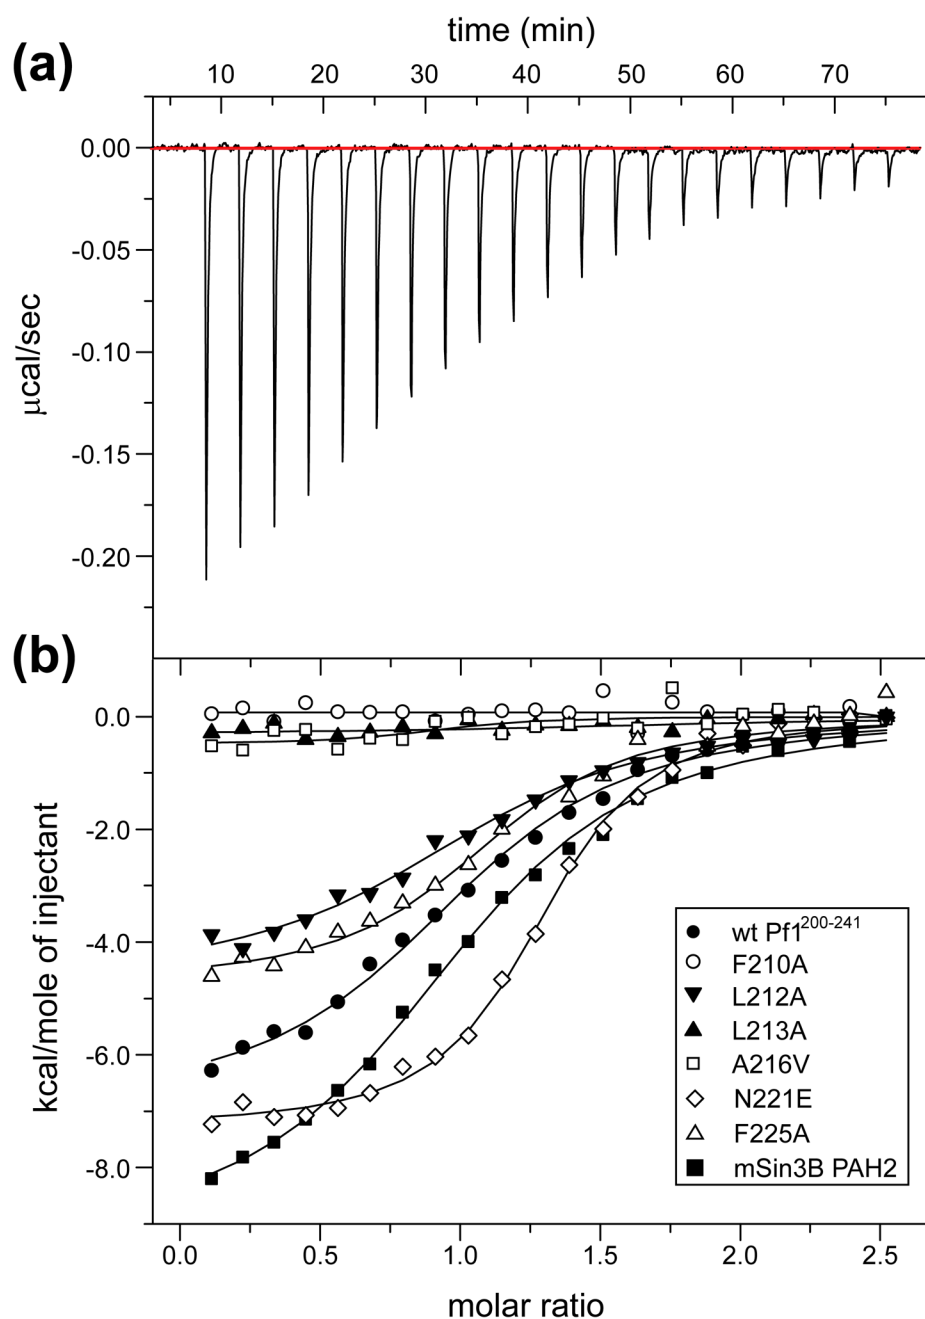 (a)
time (min)
10 20 30 40 50 60 70
0.00
-0.05
-0.10
-0.15
-0.20
μcal/sec
(b)
0.0
-2.0
-4.0
-6.0
-8.0
kcal/mole of injectant
wt Pf1200-241
F210A
L212A
L213A
A216V
N221E
F225A
mSin3B PAH2
0.0 0.5 1.0 1.5 2.0 2.5
molar ratio